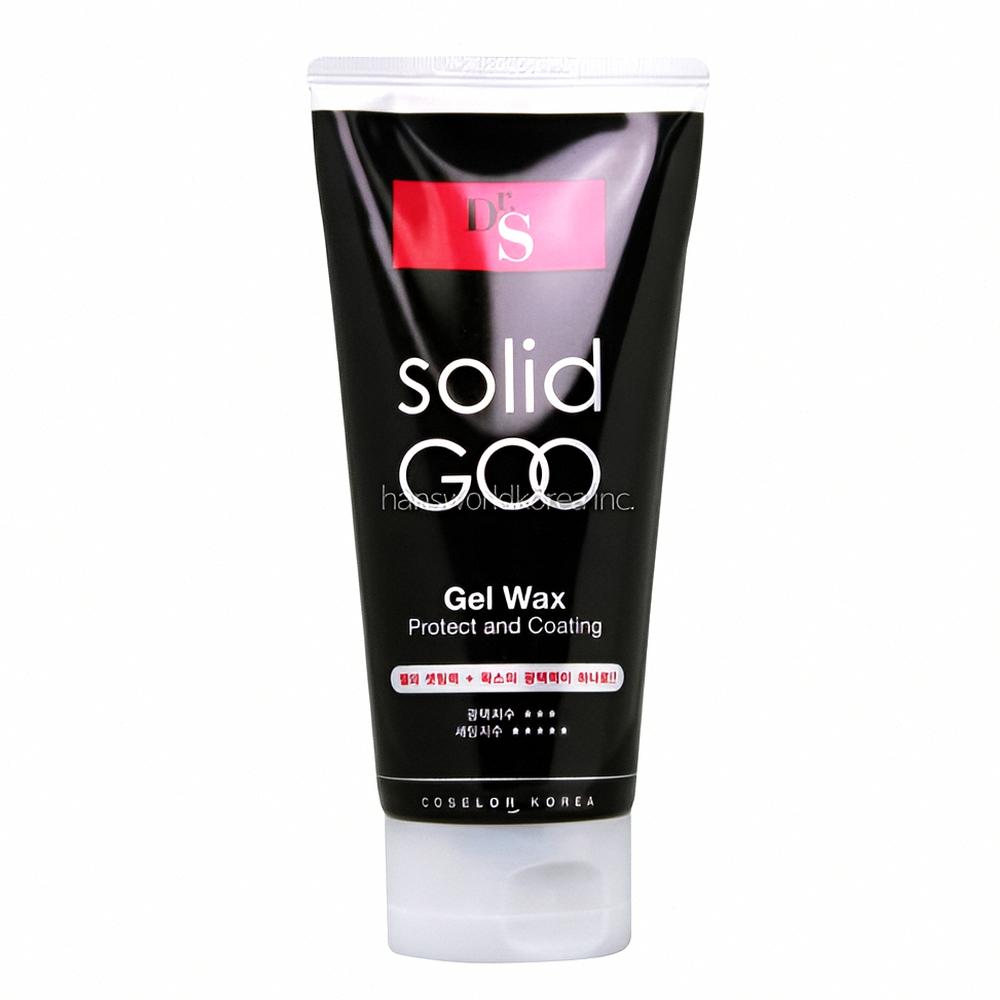 Dr.
S
solid
GOO
hansworldkorea inc.
Gel Wax
Protect and Coating
젤의 셋팅력 + 왁스의 광택력이 하나로!!
광택지수 ★★★
세팅지수 ★★★★★
COSELON KOREA